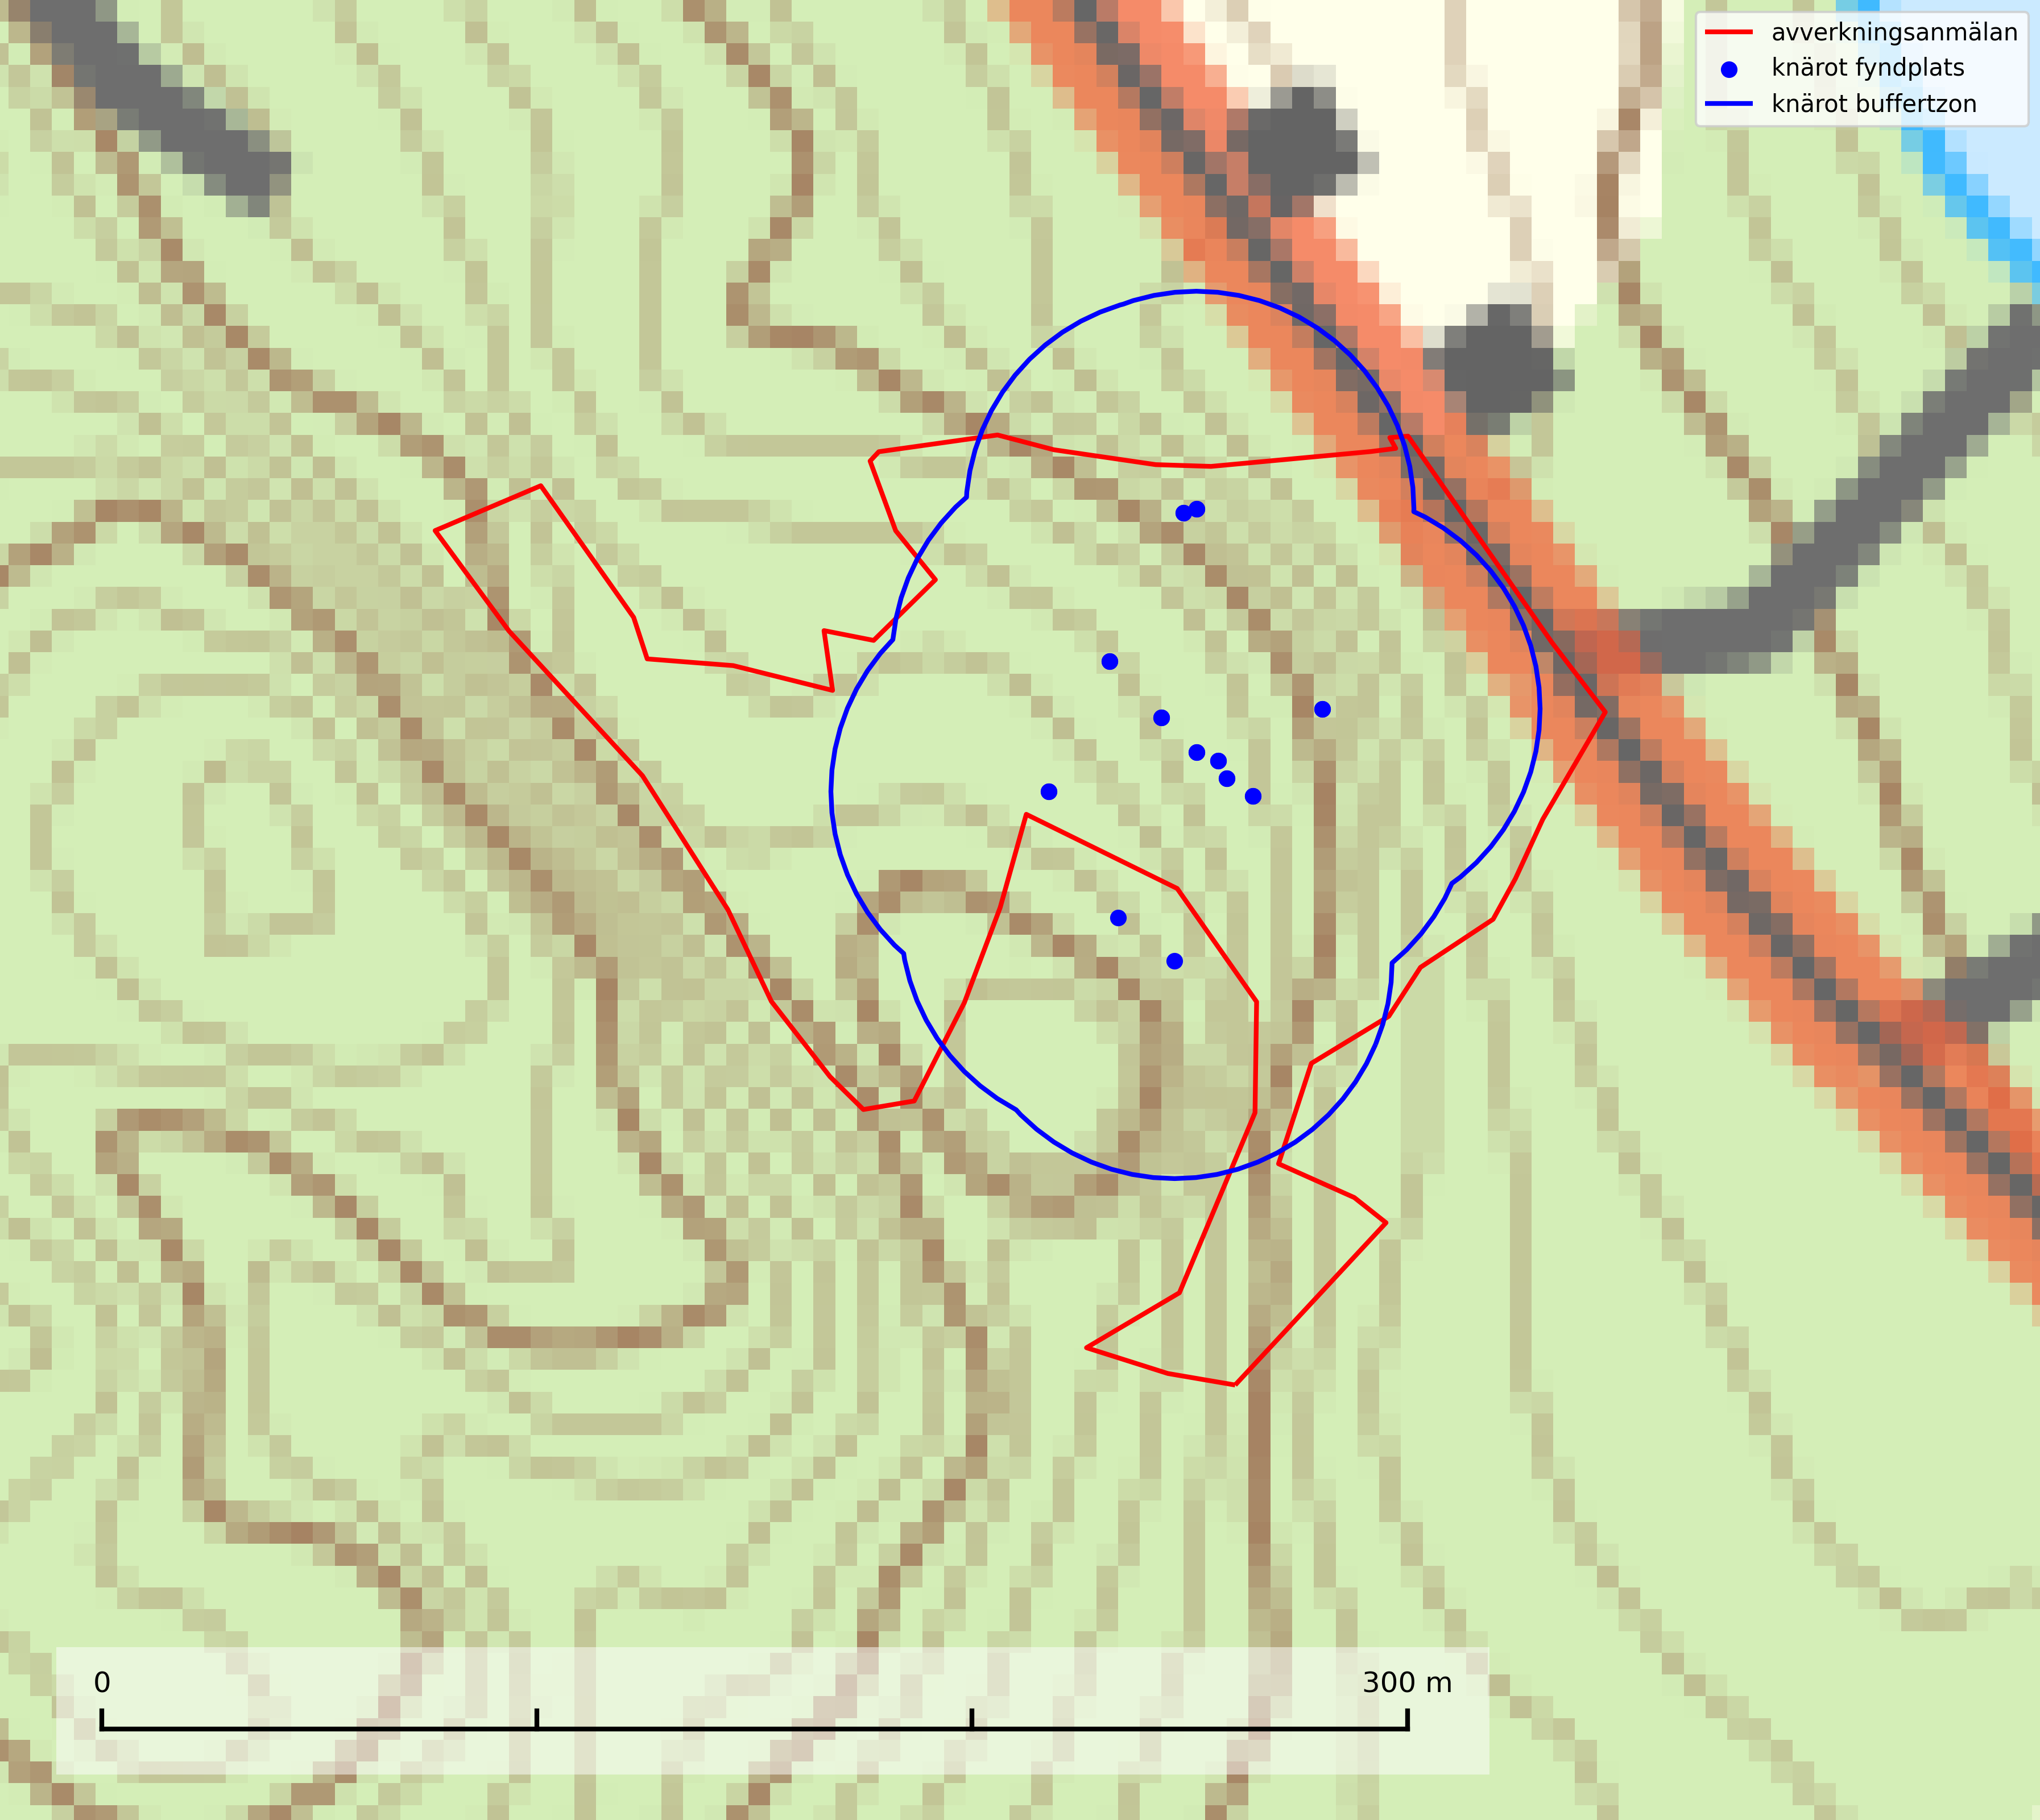 avverkningsanmälan
knärot fyndplats
knärot buffertzon
0
300 m